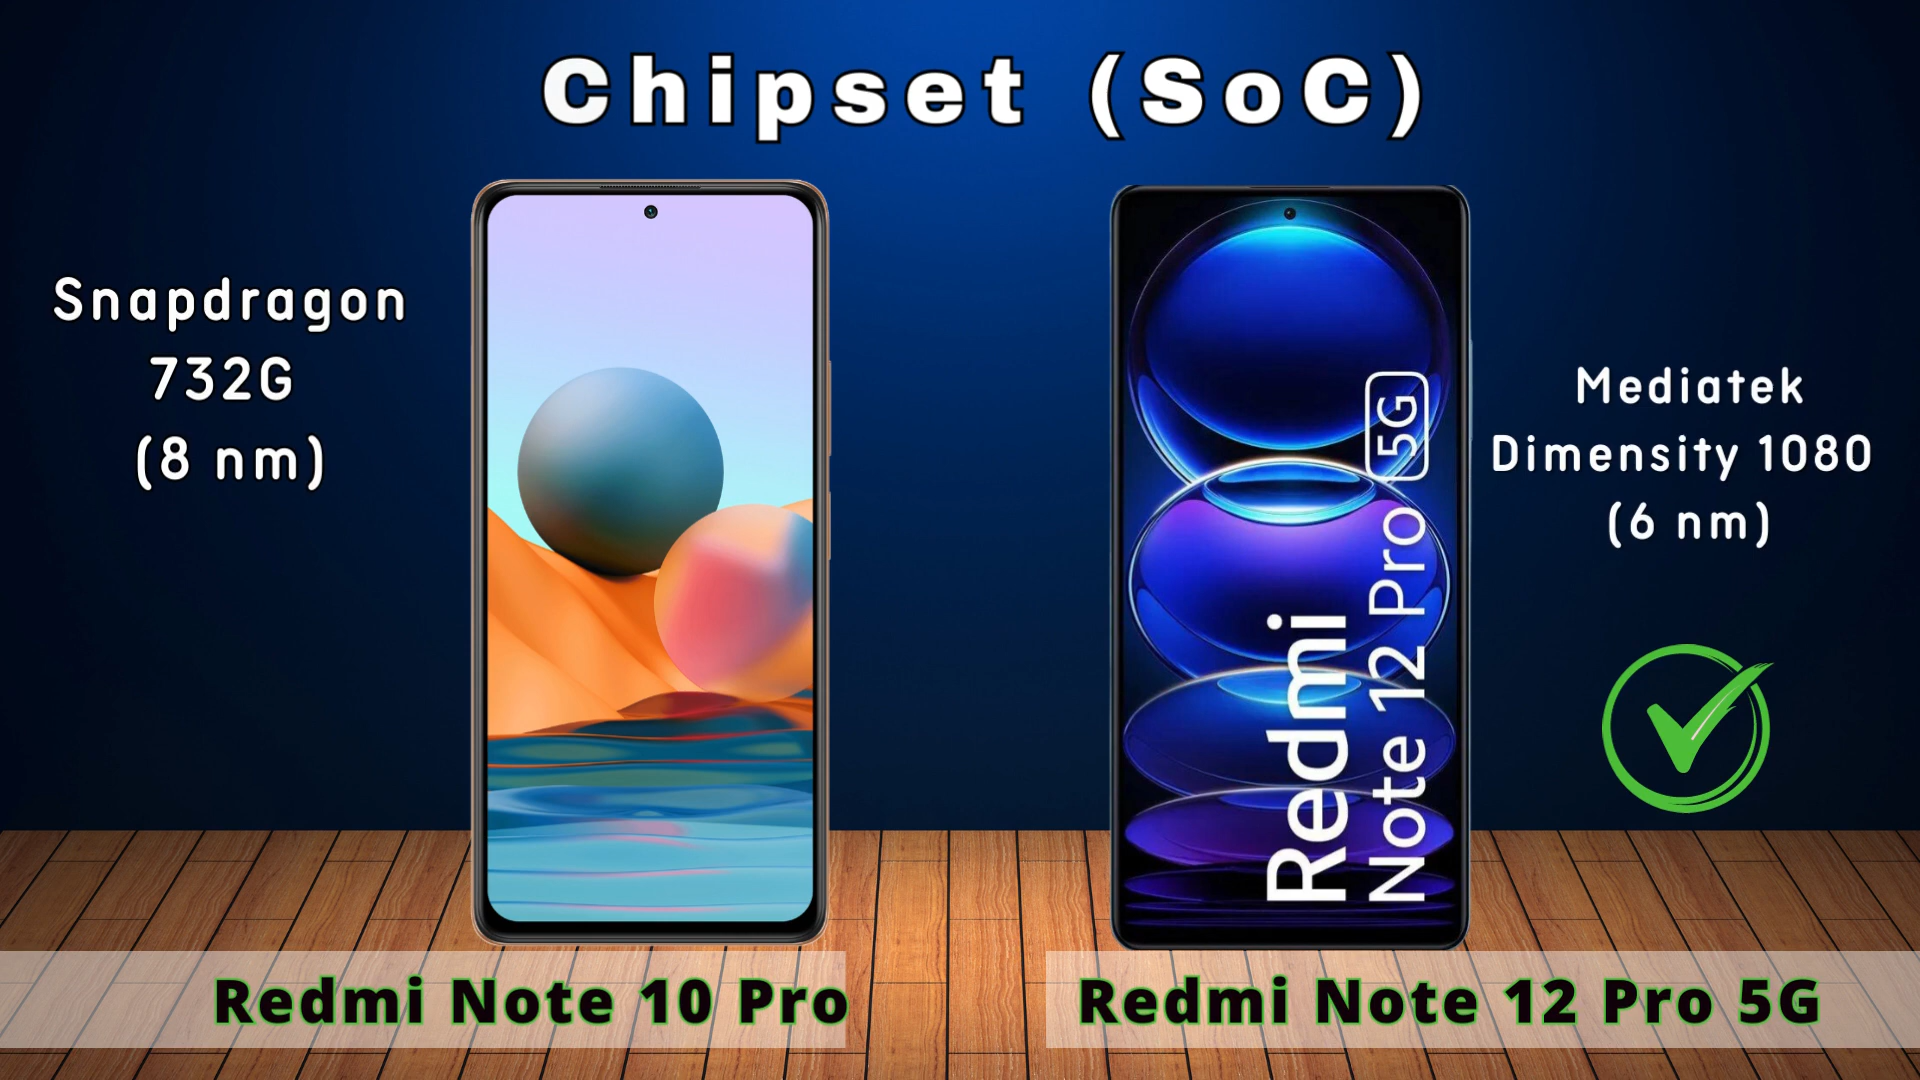 Chipset (SoC)
Snapdragon
732G
(8 nm)
Redmi
Note 12 Pro 5G
Mediatek
Dimensity 1080
(6 nm)
Redmi Note 10 Pro
Redmi Note 12 Pro 5G